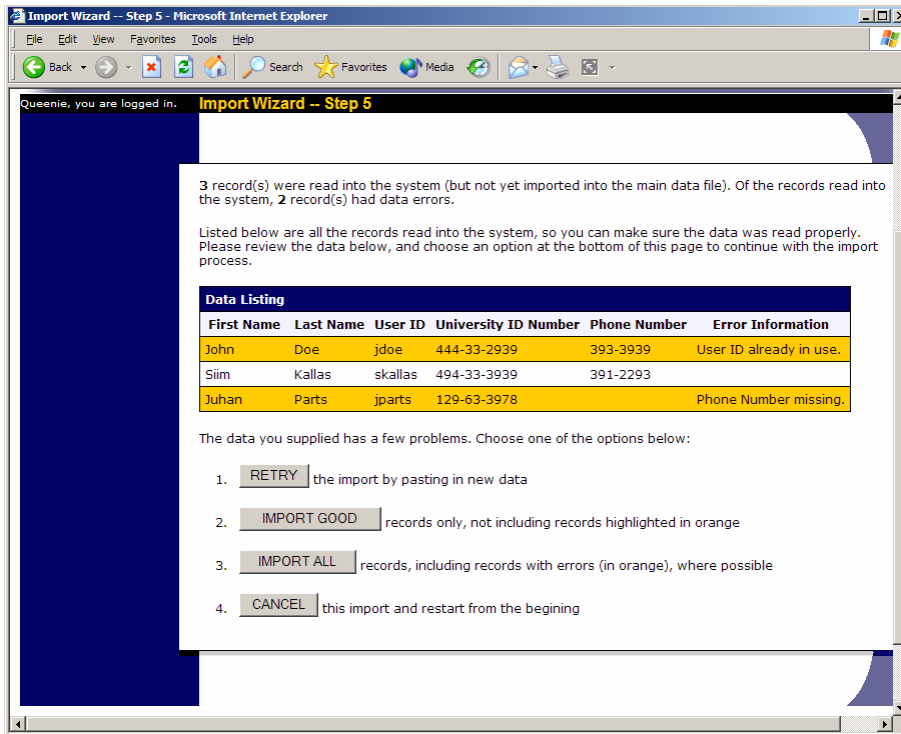 Import Wizard -- Step 5 - Microsoft Internet Explorer
File Edit View Favorites Tools Help
Back Search Favorites Media
Queenie, you are logged in. Import Wizard -- Step 5
3 record(s) were read into the system (but not yet imported into the main data file). Of the records read into
the system, 2 record(s) had data errors.
Listed below are all the records read into the system, so you can make sure the data was read properly.
Please review the data below, and choose an option at the bottom of this page to continue with the import
process.
Data Listing
First Name Last Name User ID University ID Number Phone Number Error Information
John Doe jdoe 444-33-2939 393-3939 User ID already in use.
Siim Kallas skallas 494-33-3939 391-2293
Juhan Parts jparts 129-63-3978 Phone Number missing.
The data you supplied has a few problems. Choose one of the options below:
1. RETRY the import by pasting in new data
2. IMPORT GOOD records only, not including records highlighted in orange
3. IMPORT ALL records, including records with errors (in orange), where possible
4. CANCEL this import and restart from the begining